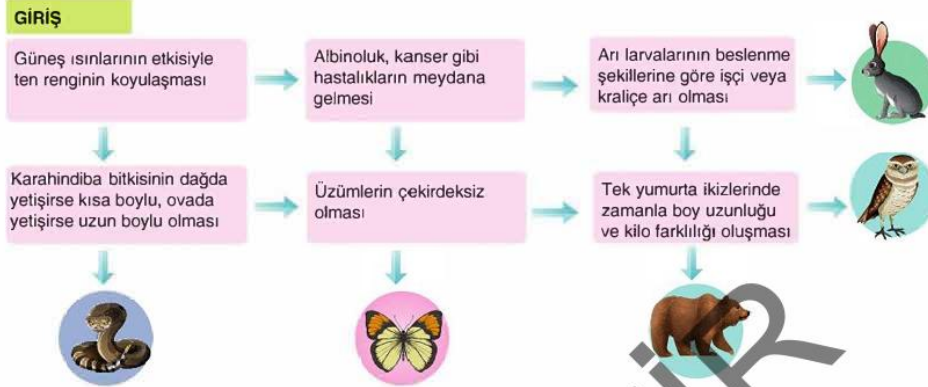 GİRİŞ
Güneş ısınlarının etkisiyle
ten renginin koyulaşması
Albinoluk, kanser gibi
hastalıkların meydana
gelmesi
Arı larvalarının beslenme
şekillerine göre işçi veya
kraliçe arı olması
Karahindiba bitkisinin dağda
yetişirse kısa boylu, ovada
yetişirse uzun boylu olması
Üzümlerin çekirdeksiz
olması
Tek yumurta ikizlerinde
zamanla boy uzunluğu
ve kilo farklılığı oluşması
İR